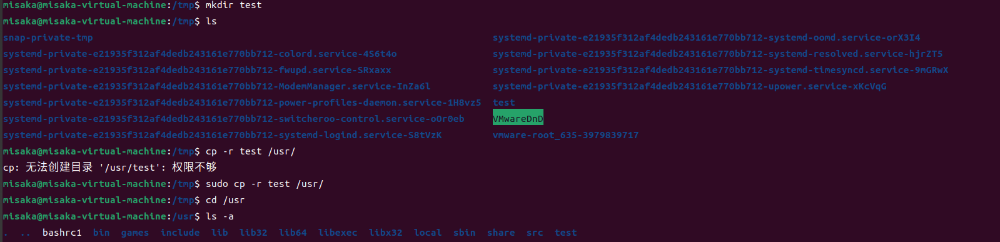 misaka@misaka-virtual-machine:/tmp$ mkdir test
misaka@misaka-virtual-machine:/tmp$ ls
snap-private-tmp systemd-private-e21935f312af4dedb243161e770bb712-systemd-oomd.service-orX3I4
systemd-private-e21935f312af4dedb243161e770bb712-colord.service-4S6t4o systemd-private-e21935f312af4dedb243161e770bb712-systemd-resolved.service-hjrZT5
systemd-private-e21935f312af4dedb243161e770bb712-fwupd.service-SRxaxx systemd-private-e21935f312af4dedb243161e770bb712-systemd-timesyncd.service-9mGRwX
systemd-private-e21935f312af4dedb243161e770bb712-ModemManager.service-InZa6l systemd-private-e21935f312af4dedb243161e770bb712-upower.service-xKcVqG
systemd-private-e21935f312af4dedb243161e770bb712-power-profiles-daemon.service-1H8vz5 test
systemd-private-e21935f312af4dedb243161e770bb712-switcheroo-control.service-oOr0eb VMwareDnD
systemd-private-e21935f312af4dedb243161e770bb712-systemd-logind.service-S8tVzK vmware-root_635-3979839717
misaka@misaka-virtual-machine:/tmp$ cp -r test /usr/
cp: 无法创建目录 '/usr/test': 权限不够
misaka@misaka-virtual-machine:/tmp$ sudo cp -r test /usr/
misaka@misaka-virtual-machine:/tmp$ cd /usr
misaka@misaka-virtual-machine:/usr$ ls -a
. .. bashrc1 bin games include lib lib32 lib64 libexec libx32 local sbin share src test